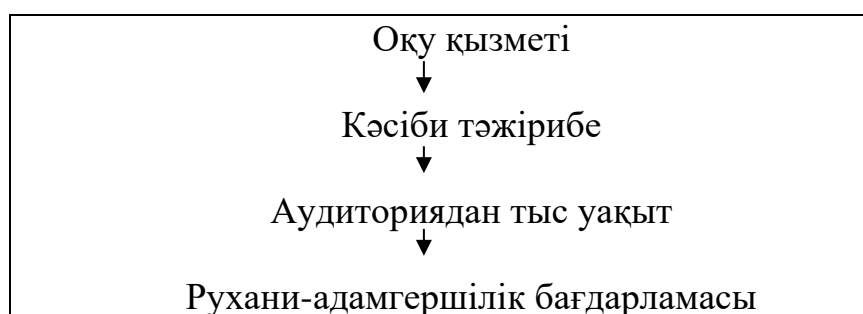 Оқу қызметі
Кәсіби тәжірибе
Аудиториядан тыс уақыт
Рухани-адамгершілік бағдарламасы